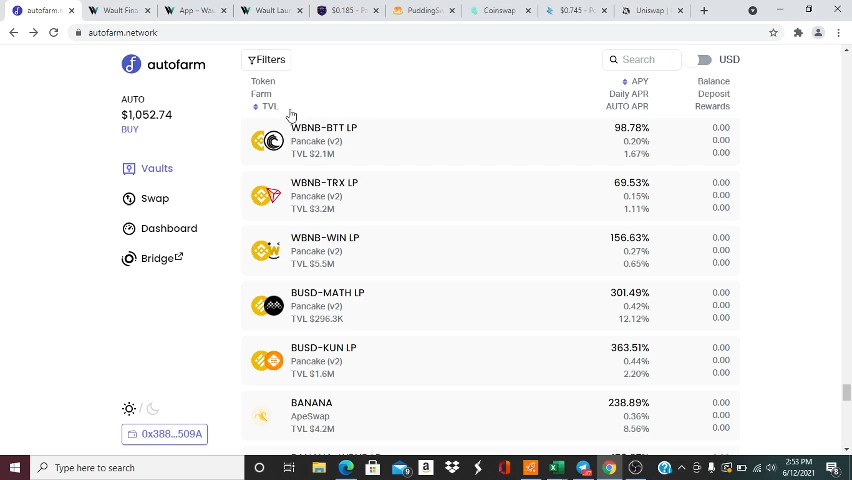 autofarm.n
Wault Fina
App – Wau
Wault Laun
$0.185 - P
PuddingSw
Coinswap
$0.745 - P
Uniswap |
autofarm.network
autofarm
AUTO
$1,052.74
BUY
Vaults
Swap
Dashboard
Bridge
0x388...509A
Filters
Search
USD
Token
Farm
TVL
APY
Daily APR
AUTO APR
Balance
Deposit
Rewards
WBNB-BTT LP
Pancake (v2)
TVL $2.1M
98.78%
0.20%
1.67%
0.00
0.00
0.00
WBNB-TRX LP
Pancake (v2)
TVL $3.2M
69.53%
0.15%
1.11%
0.00
0.00
0.00
WBNB-WIN LP
Pancake (v2)
TVL $5.5M
156.63%
0.27%
0.65%
0.00
0.00
0.00
BUSD-MATH LP
Pancake (v2)
TVL $296.3K
301.49%
0.42%
12.12%
0.00
0.00
0.00
BUSD-KUN LP
Pancake (v2)
TVL $1.6M
363.51%
0.44%
2.20%
0.00
0.00
0.00
BANANA
ApeSwap
TVL $4.2M
238.89%
0.36%
8.56%
0.00
0.00
0.00
Type here to search
2:53 PM
6/12/2021